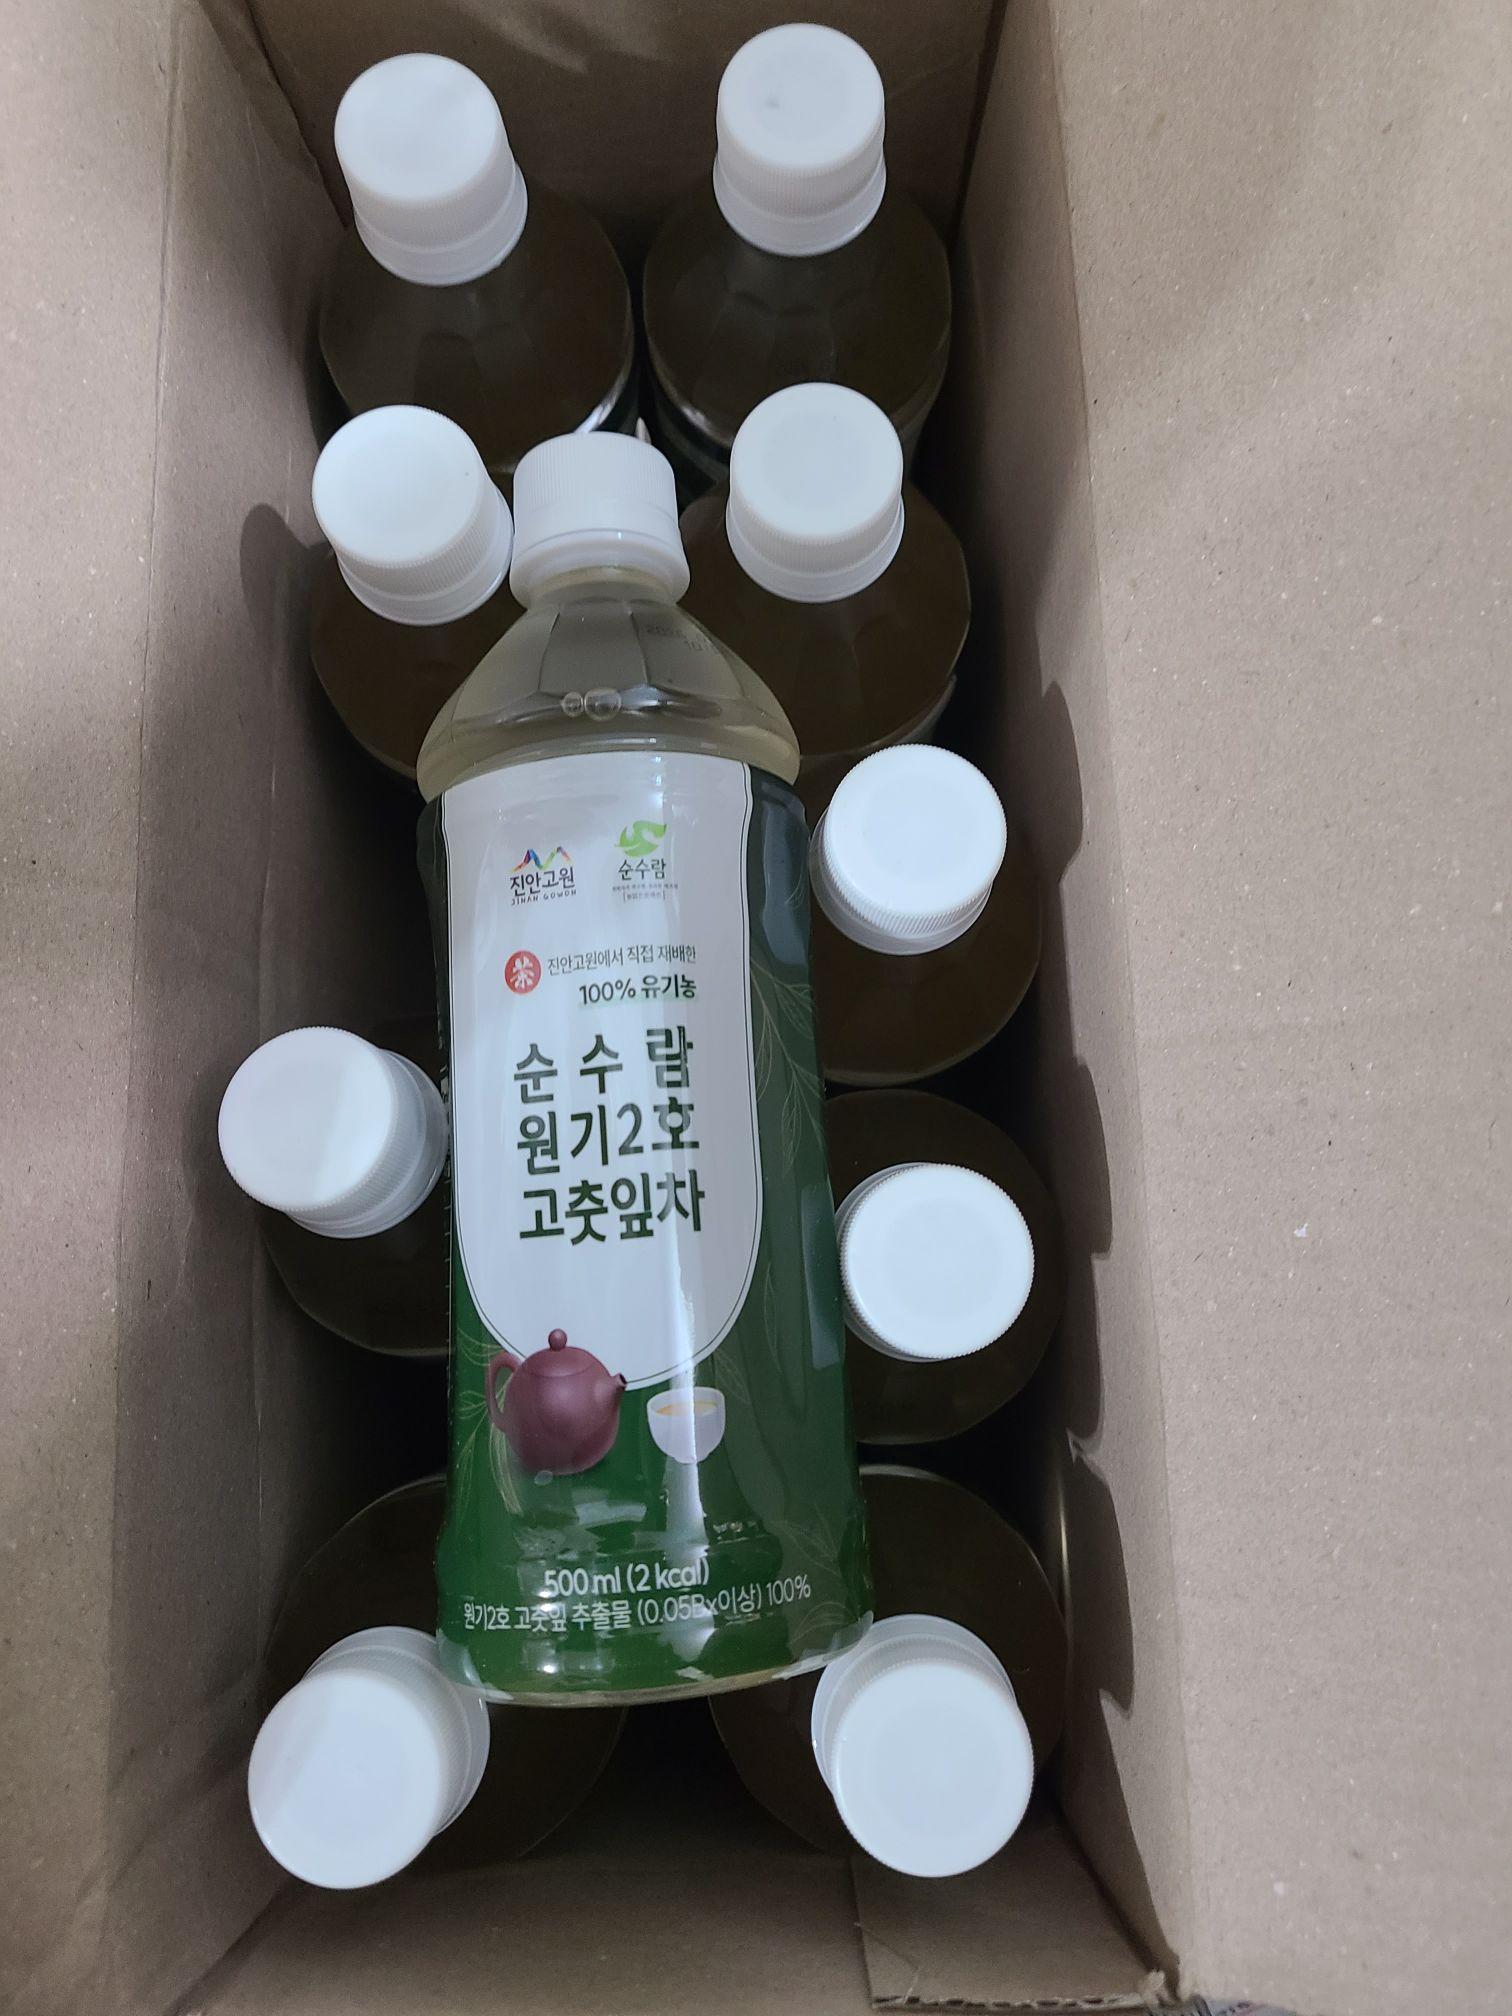 진안고원
JINAN GOWON
순수람
茶
진안고원에서 직접 재배한
100% 유기농
순수람
원기2호
고춧잎차
500ml (2 kcal)
원기2호 고춧잎 추출물 (0.05Bx이상) 100%